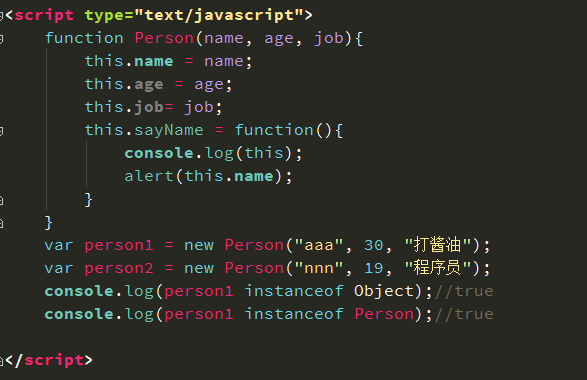 <script type="text/javascript">
    function Person(name, age, job){
        this.name = name;
        this.age = age;
        this.job= job;
        this.sayName = function(){
            console.log(this);
            alert(this.name);
        }
    }
    var person1 = new Person("aaa", 30, "打酱油");
    var person2 = new Person("nnn", 19, "程序员");
    console.log(person1 instanceof Object);//true
    console.log(person1 instanceof Person);//true
</script>